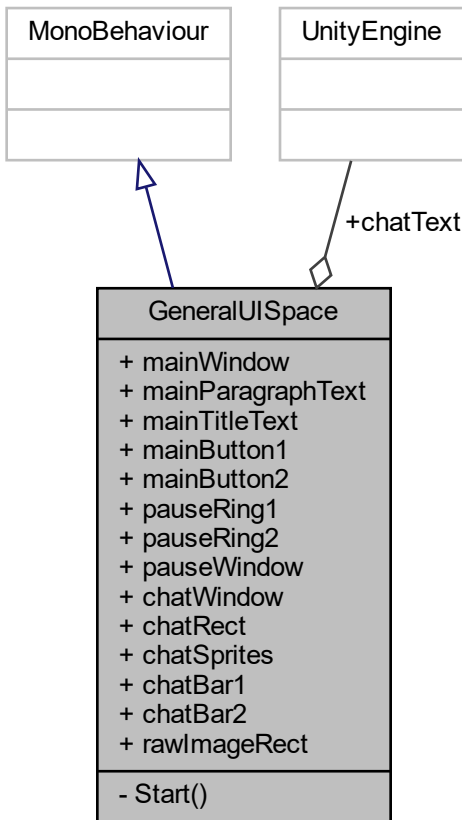 MonoBehaviour
UnityEngine
+chatText
GeneralUISpace
+ mainWindow
+ mainParagraphText
+ mainTitleText
+ mainButton1
+ mainButton2
+ pauseRing1
+ pauseRing2
+ pauseWindow
+ chatWindow
+ chatRect
+ chatSprites
+ chatBar1
+ chatBar2
+ rawImageRect
- Start()